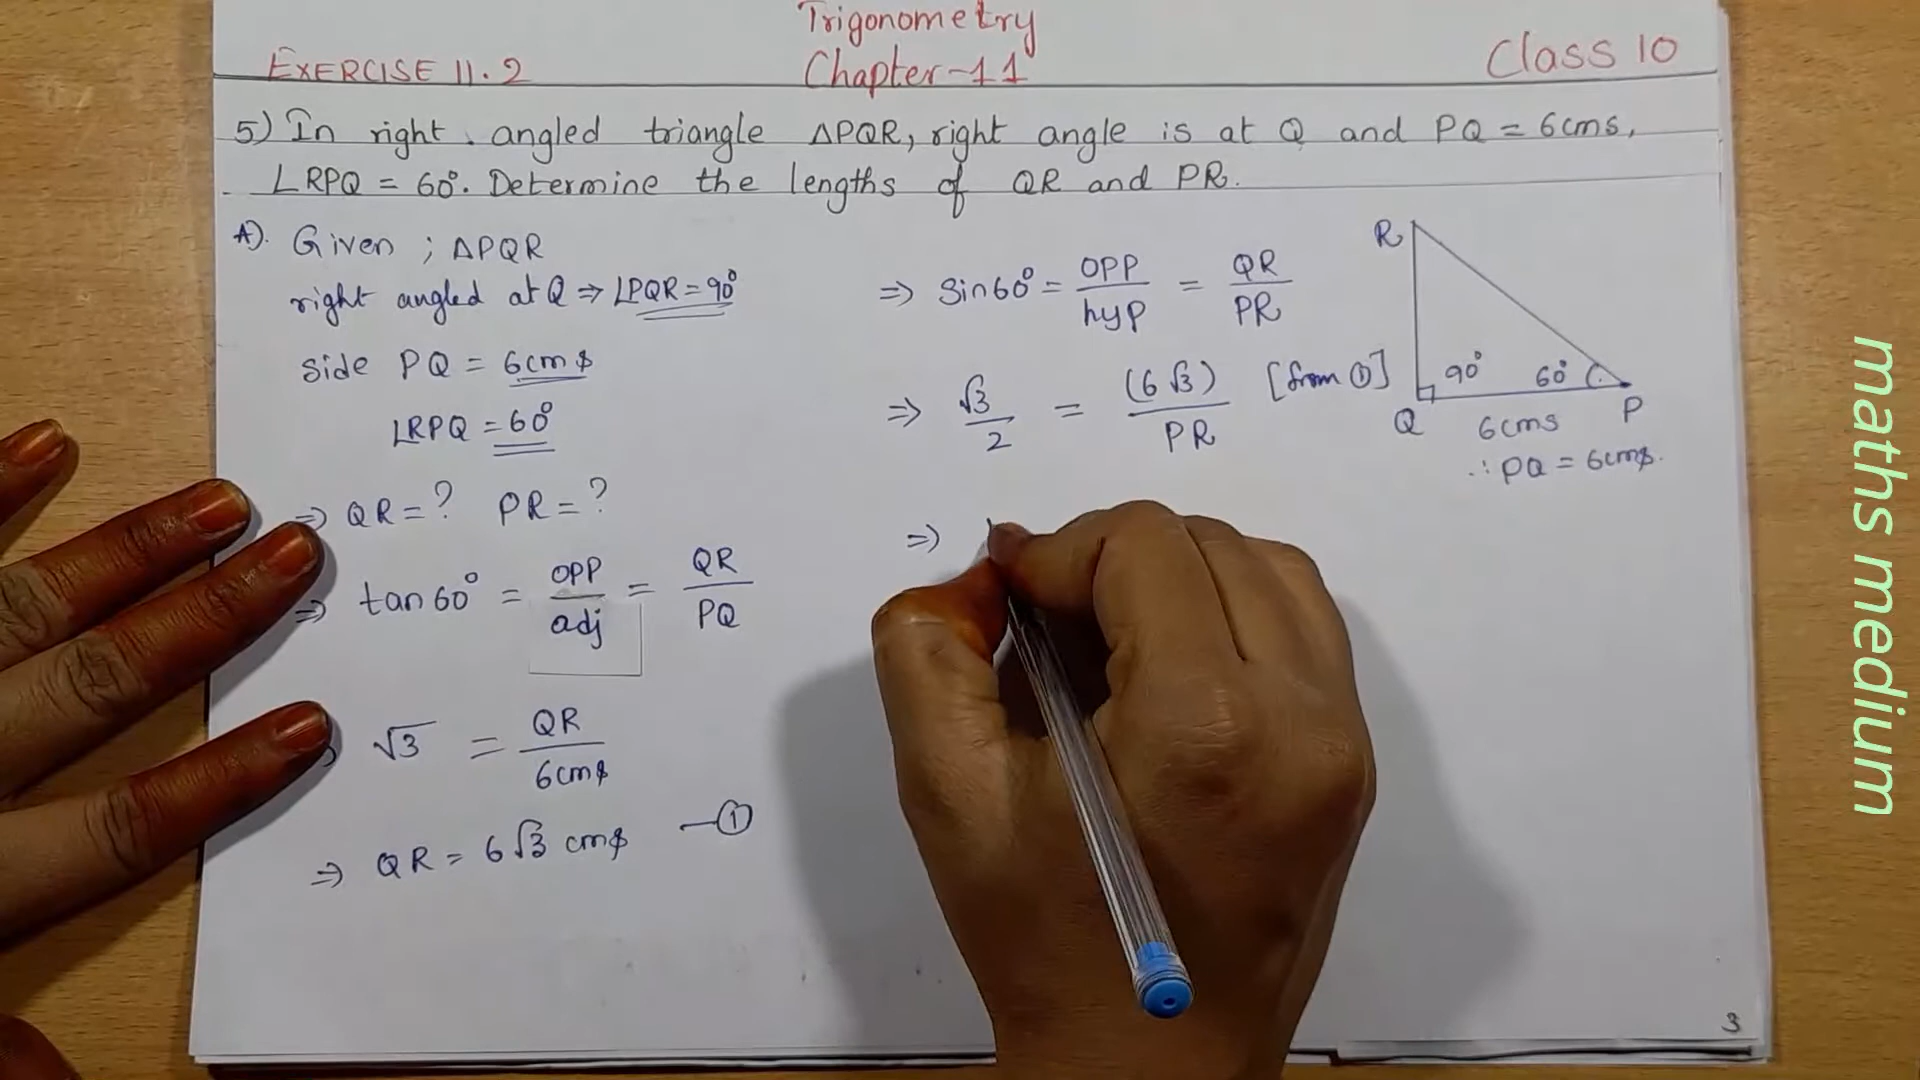 Trigonometry
EXERCISE 11.2
Chapter-11
Class 10
5) In right angled triangle ΔPQR, right angle is at Q and PQ = 6cms,
∠RPQ = 60°. Determine the lengths of QR and PR.
A). Given ; ΔPQR
right angled at Q ⇒ ∠PQR = 90°
side PQ = 6cms
∠RPQ = 60°
⇒ QR = ? PR = ?
⇒ tan60° = opp/adj = QR/PQ
√3 = QR/6cms
⇒ QR = 6√3 cms —①
⇒ Sin60° = opp/hyp = QR/PR
⇒ √3/2 = (6√3)/PR [from ①]
⇒
R
90° 60°
Q 6cms P
∴ PQ = 6cms.
3
maths medium